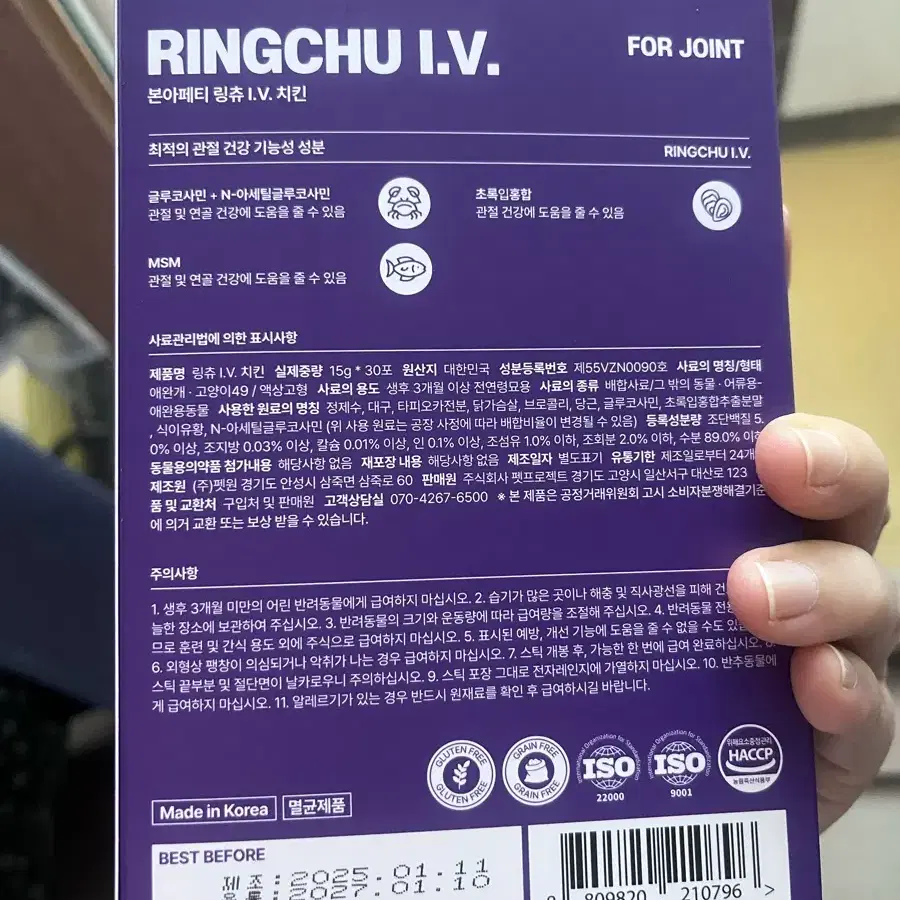 RINGCHU I.V.
FOR JOINT
본아페티 링츄 I.V. 치킨
최적의 관절 건강 기능성 성분
RINGCHU I.V.
글루코사민 + N-아세틸글루코사민
관절 및 연골 건강에 도움을 줄 수 있음
초록입홍합
관절 건강에 도움을 줄 수 있음
MSM
관절 및 연골 건강에 도움을 줄 수 있음
사료관리법에 의한 표시사항
제품명 링츄 I.V. 치킨 실제중량 15g * 30포 원산지 대한민국 성분등록번호 제55VZN0090호 사료의 명칭/형태
애완개·고양이49 / 액상고형 사료의 용도 생후 3개월 이상 전연령묘용 사료의 종류 배합사료/그 밖의 동물·어류용-
애완용동물 사용한 원료의 명칭 정제수, 대구, 타피오카전분, 닭가슴살, 브로콜리, 당근, 글루코사민, 초록입홍합추출분말
, 식이유황, N-아세틸글루코사민 (위 사용 원료는 공장 사정에 따라 배합비율이 변경될 수 있음) 등록성분량 조단백질 5.
0% 이상, 조지방 0.03% 이상, 칼슘 0.01% 이상, 인 0.1% 이상, 조섬유 1.0% 이하, 조회분 2.0% 이하, 수분 89.0% 이하
동물용의약품 첨가내용 해당사항 없음 재포장 내용 해당사항 없음 제조일자 별도표기 유통기한 제조일로부터 24개
제조원 (주)펫원 경기도 안성시 삼죽면 삼죽로 60 판매원 주식회사 펫프로젝트 경기도 고양시 일산서구 대산로 123
품 및 교환처 구입처 및 판매원 고객상담실 070-4267-6500 ※ 본 제품은 공정거래위원회 고시 소비자분쟁해결기준
에 의거 교환 또는 보상 받을 수 있습니다.
주의사항
1. 생후 3개월 미만의 어린 반려동물에게 급여하지 마십시오. 2. 습기가 많은 곳이나 해충 및 직사광선을 피해 건
늘한 장소에 보관하여 주십시오. 3. 반려동물의 크기와 운동량에 따라 급여량을 조절해 주십시오. 4. 반려동물 전용
므로 훈련 및 간식 용도 외에 주식으로 급여하지 마십시오. 5. 표시된 예방, 개선 기능에 도움을 줄 수 없을 수도
6. 외형상 팽창이 의심되거나 악취가 나는 경우 급여하지 마십시오. 7. 스틱 개봉 후, 가능한 한 번에 급여 완료하십시오. 8.
스틱 끝부분 및 절단면이 날카로우니 주의하십시오. 9. 스틱 포장 그대로 전자레인지에 가열하지 마십시오. 10. 반추동물에
게 급여하지 마십시오. 11. 알레르기가 있는 경우 반드시 원재료를 확인 후 급여하시길 바랍니다.
GLUTEN FREE
GLUTEN FREE
GRAIN FREE
GRAIN FREE
International Organization for Standardization
ISO
22000
International Organization for Standardization
ISO
9001
위해요소중점관리
HACCP
농림축산식품부
Made in Korea
멸균제품
BEST BEFORE
제조:2025.01.11
유통:2027.01.10
809820 210796 >